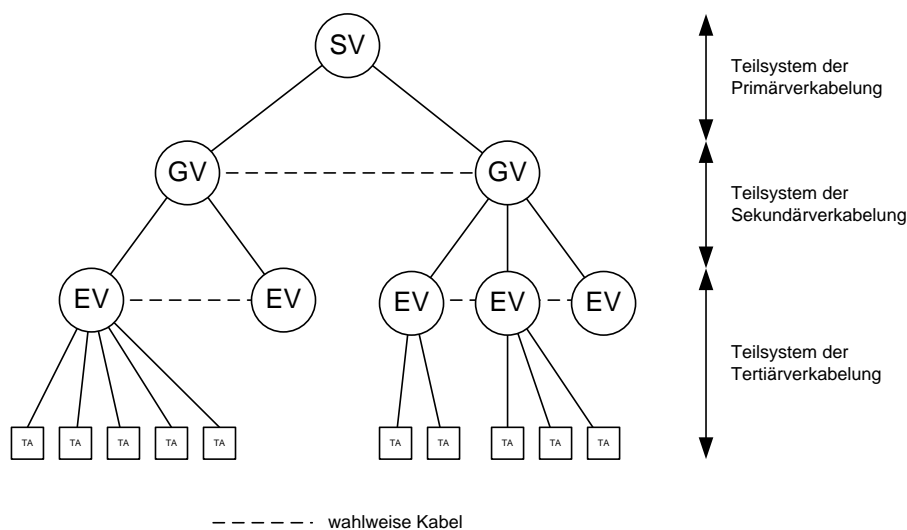 SV
Teilsystem der
Primärverkabelung
GV
GV
Teilsystem der
Sekundärverkabelung
EV
EV
EV
EV
EV
Teilsystem der
Tertiärverkabelung
TA
TA
TA
TA
TA
TA
TA
TA
TA
TA
wahlweise Kabel